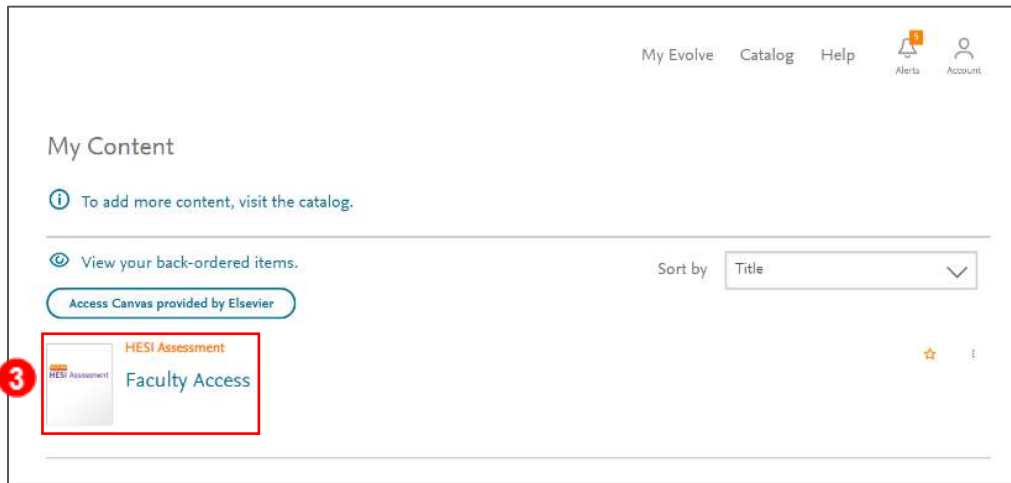 My Evolve Catalog Help
5
Alerts Account
My Content
To add more content, visit the catalog.
View your back-ordered items.
Sort by Title
Access Canvas provided by Elsevier
3
HESI Assessment
HESI Assessment
Faculty Access